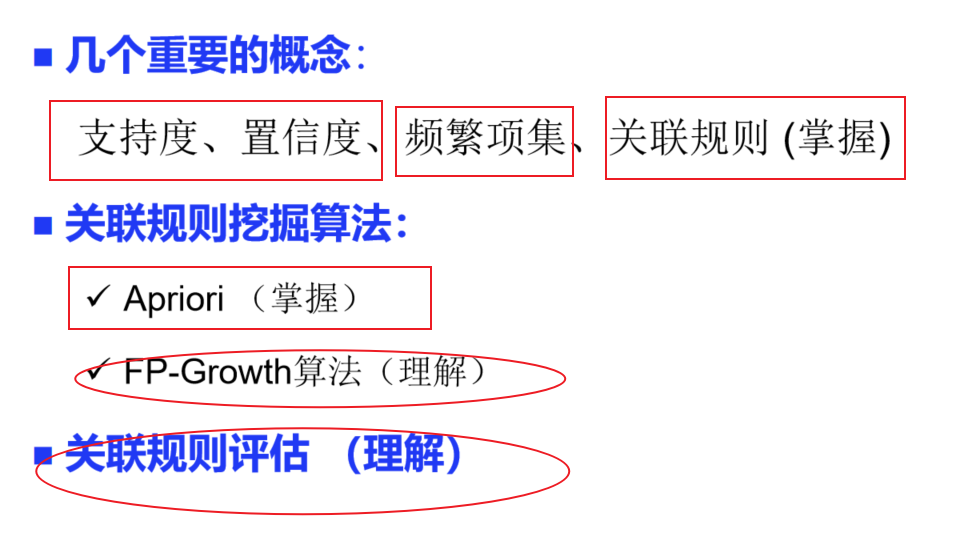 ■ 几个重要的概念：
支持度、置信度、频繁项集、关联规则 (掌握)
■ 关联规则挖掘算法：
✓ Apriori （掌握）
✓ FP-Growth算法（理解）
■ 关联规则评估 （理解）